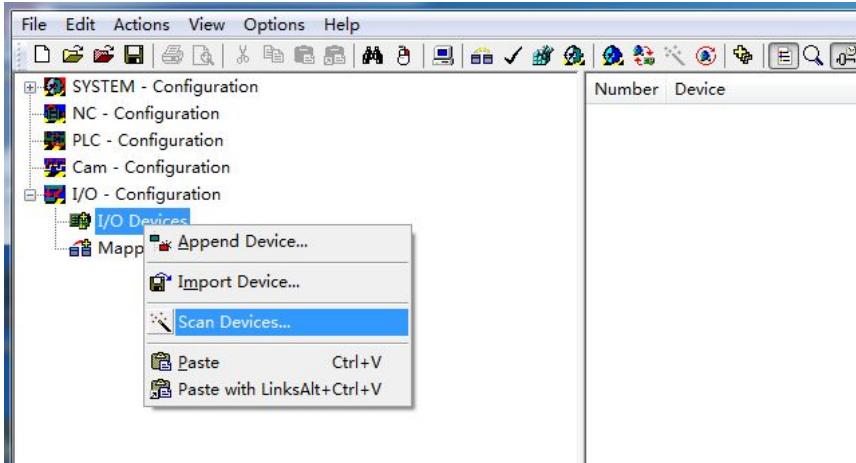 File Edit Actions View Options Help
Number Device
SYSTEM - Configuration
NC - Configuration
PLC - Configuration
Cam - Configuration
I/O - Configuration
I/O Devices
Mapp
Append Device...
Import Device...
Scan Devices...
Paste Ctrl+V
Paste with LinksAlt+Ctrl+V